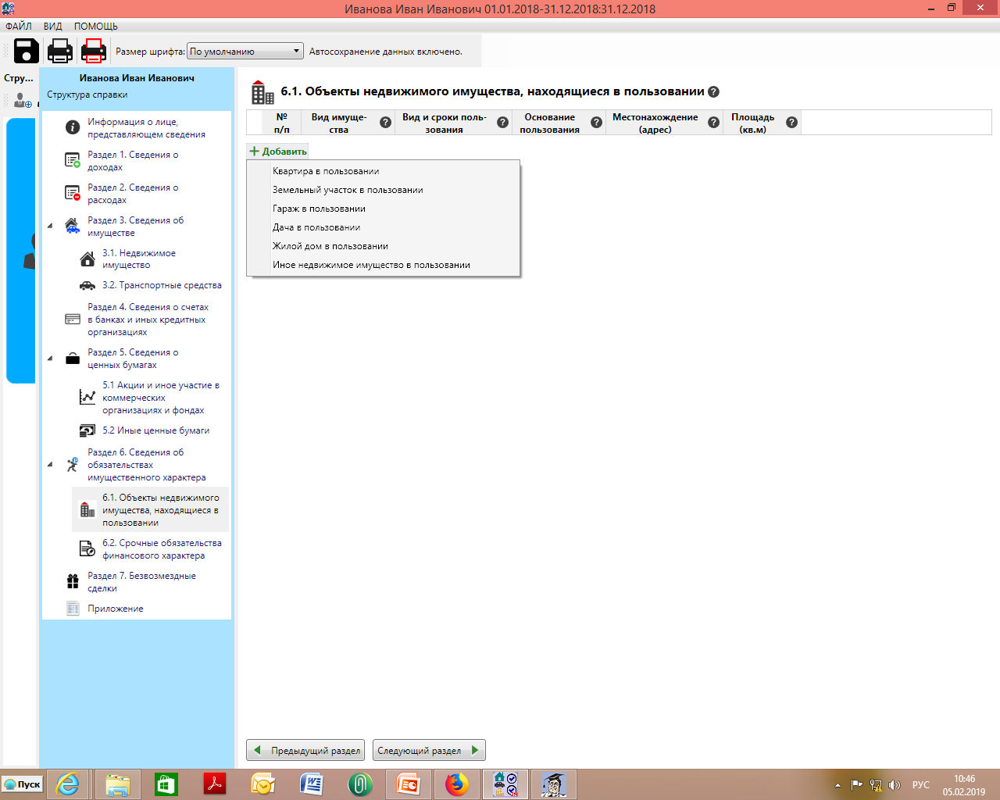 Иванова Иван Иванович 01.01.2018-31.12.2018:31.12.2018
ФАЙЛ ВИД ПОМОЩЬ
Размер шрифта: По умолчанию Автосохранение данных включено.
Стру...
Иванова Иван Иванович
Структура справки
Информация о лице,
представляющем сведения
Раздел 1. Сведения о
доходах
Раздел 2. Сведения о
расходах
Раздел 3. Сведения об
имуществе
3.1. Недвижимое
имущество
3.2. Транспортные средства
Раздел 4. Сведения о счетах
в банках и иных кредитных
организациях
Раздел 5. Сведения о
ценных бумагах
5.1 Акции и иное участие в
коммерческих
организациях и фондах
5.2 Иные ценные бумаги
Раздел 6. Сведения об
обязательствах
имущественного характера
6.1. Объекты недвижимого
имущества, находящиеся в
пользовании
6.2. Срочные обязательства
финансового характера
Раздел 7. Безвозмездные
сделки
Приложение
6.1. Объекты недвижимого имущества, находящиеся в пользовании ?
№
п/п
Вид имуще-
ства ?
Вид и сроки поль-
зования ?
Основание
пользования ?
Местонахождение
(адрес) ?
Площадь
(кв.м) ?
Добавить
Квартира в пользовании
Земельный участок в пользовании
Гараж в пользовании
Дача в пользовании
Жилой дом в пользовании
Иное недвижимое имущество в пользовании
Предыдущий раздел Следующий раздел
Пуск
РУС
10:46
05.02.2019